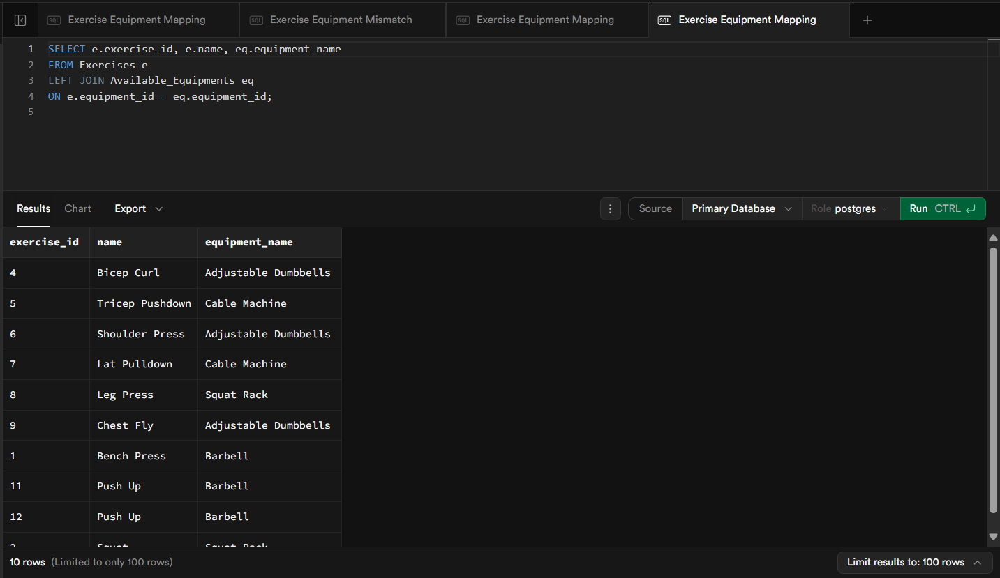 SQL Exercise Equipment Mapping
SQL Exercise Equipment Mismatch
SQL Exercise Equipment Mapping
SQL Exercise Equipment Mapping +
1 SELECT e.exercise_id, e.name, eq.equipment_name
2 FROM Exercises e
3 LEFT JOIN Available_Equipments eq
4 ON e.equipment_id = eq.equipment_id;
5
Results Chart Export
Source Primary Database Role postgres Run CTRL
exercise_id name equipment_name
4 Bicep Curl Adjustable Dumbbells
5 Tricep Pushdown Cable Machine
6 Shoulder Press Adjustable Dumbbells
7 Lat Pulldown Cable Machine
8 Leg Press Squat Rack
9 Chest Fly Adjustable Dumbbells
1 Bench Press Barbell
11 Push Up Barbell
12 Push Up Barbell
Squat Squat Rack
10 rows (Limited to only 100 rows)
Limit results to: 100 rows